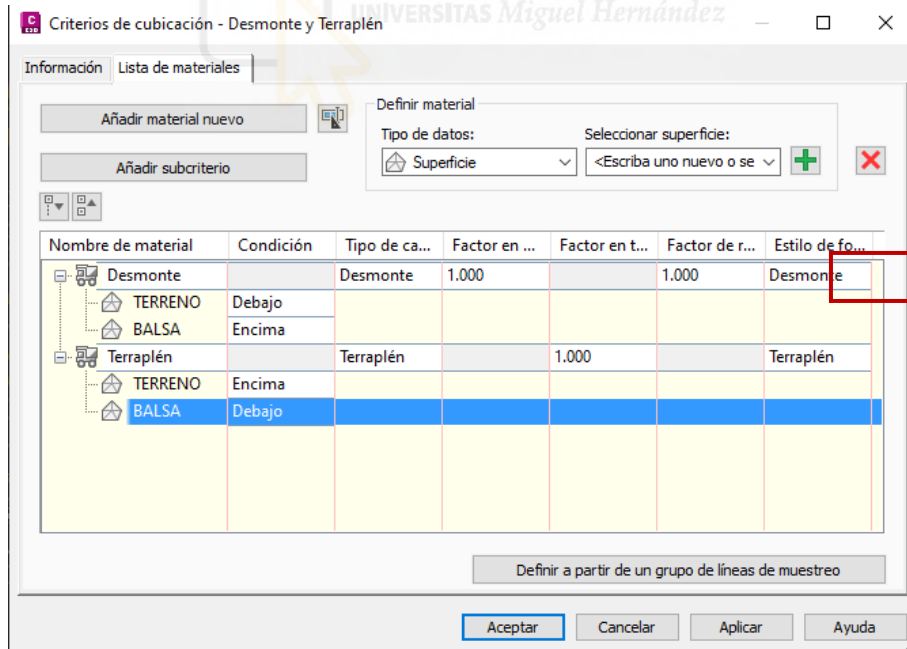 UNIVERSITAS Miguel Hernández
C
C3D
Criterios de cubicación - Desmonte y Terraplén
Información Lista de materiales
Añadir material nuevo
Añadir subcriterio
Definir material
Tipo de datos: Seleccionar superficie:
Superficie <Escriba uno nuevo o se
Nombre de material Condición Tipo de ca... Factor en ... Factor en t... Factor de r... Estilo de fo...
Desmonte Desmonte 1.000 1.000 Desmonte
TERRENO Debajo
BALSA Encima
Terraplén Terraplén 1.000 Terraplén
TERRENO Encima
BALSA Debajo
Definir a partir de un grupo de líneas de muestreo
Aceptar Cancelar Aplicar Ayuda